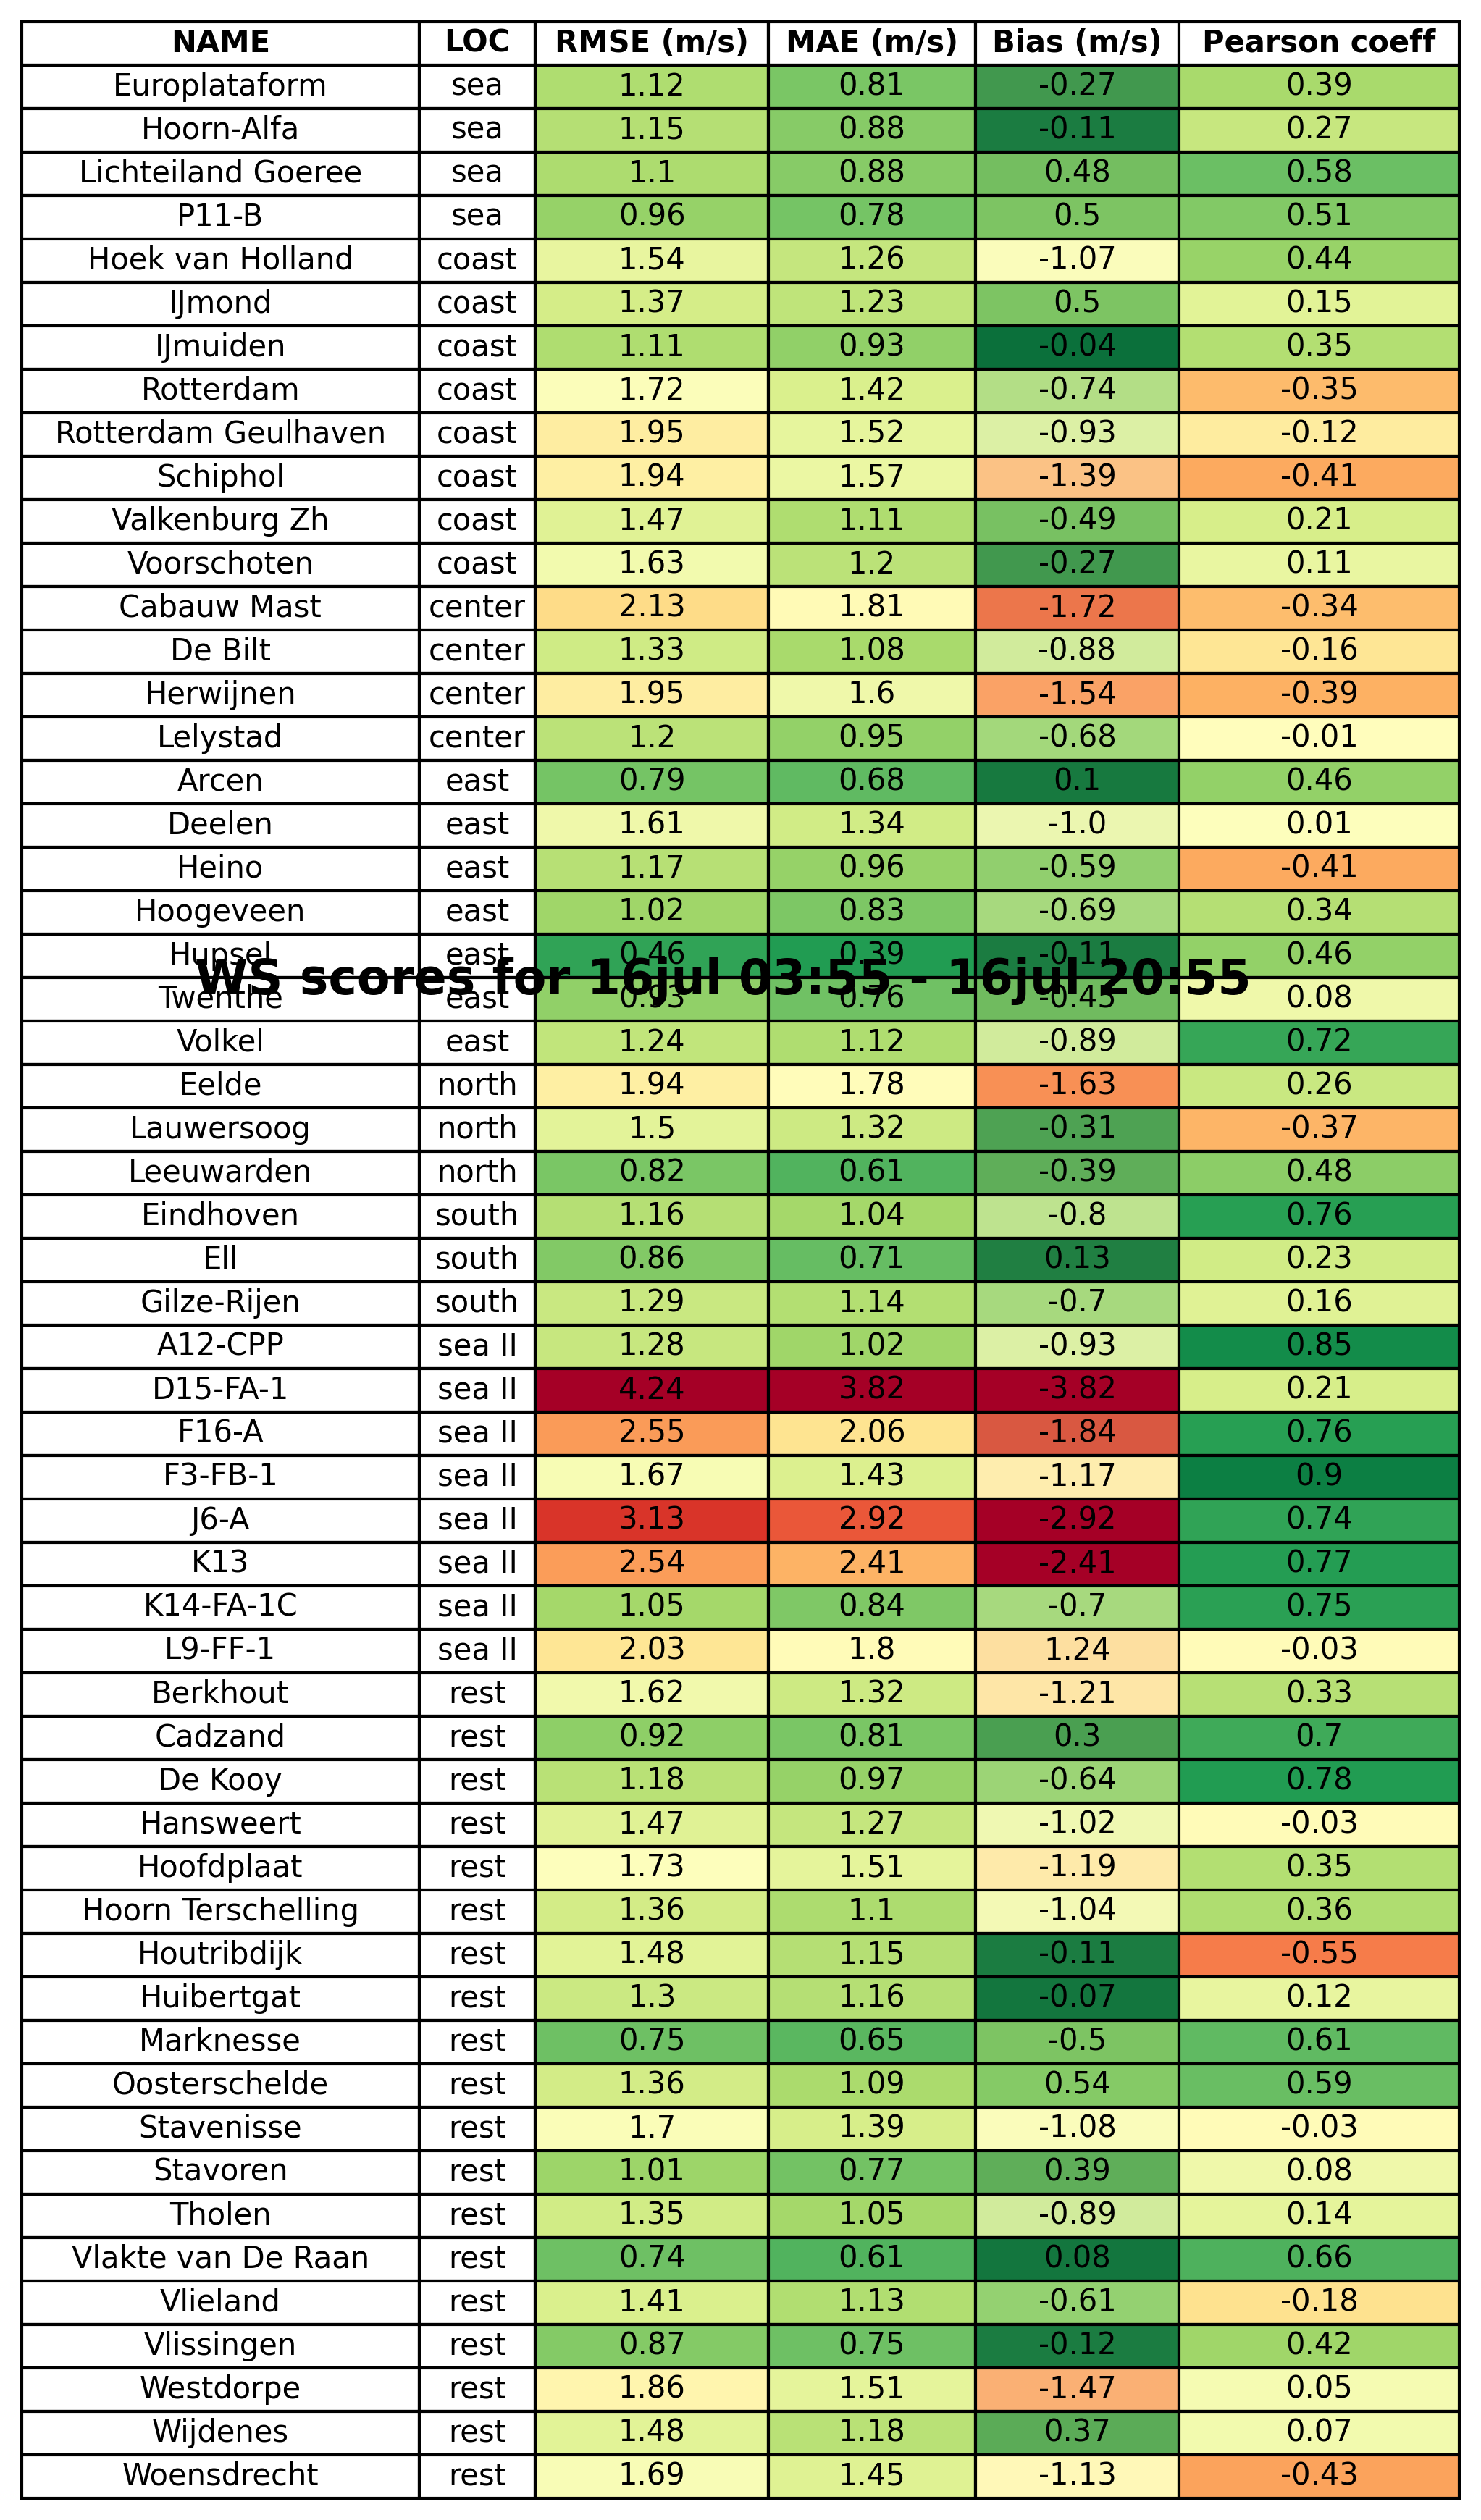 NAME LOC RMSE (m/s) MAE (m/s) Bias (m/s) Pearson coeff
Europlataform sea 1.12 0.81 -0.27 0.39
Hoorn-Alfa sea 1.15 0.88 -0.11 0.27
Lichteiland Goeree sea 1.1 0.88 0.48 0.58
P11-B sea 0.96 0.78 0.5 0.51
Hoek van Holland coast 1.54 1.26 -1.07 0.44
IJmond coast 1.37 1.23 0.5 0.15
IJmuiden coast 1.11 0.93 -0.04 0.35
Rotterdam coast 1.72 1.42 -0.74 -0.35
Rotterdam Geulhaven coast 1.95 1.52 -0.93 -0.12
Schiphol coast 1.94 1.57 -1.39 -0.41
Valkenburg Zh coast 1.47 1.11 -0.49 0.21
Voorschoten coast 1.63 1.2 -0.27 0.11
Cabauw Mast center 2.13 1.81 -1.72 -0.34
De Bilt center 1.33 1.08 -0.88 -0.16
Herwijnen center 1.95 1.6 -1.54 -0.39
Lelystad center 1.2 0.95 -0.68 -0.01
Arcen east 0.79 0.68 0.1 0.46
Deelen east 1.61 1.34 -1.0 0.01
Heino east 1.17 0.96 -0.59 -0.41
Hoogeveen east 1.02 0.83 -0.69 0.34
Hupsel east 0.46 0.39 -0.11 0.46
WS scores for 16jul 03:55 - 16jul 20:55
Twenthe east 0.93 0.76 -0.45 0.08
Volkel east 1.24 1.12 -0.89 0.72
Eelde north 1.94 1.78 -1.63 0.26
Lauwersoog north 1.5 1.32 -0.31 -0.37
Leeuwarden north 0.82 0.61 -0.39 0.48
Eindhoven south 1.16 1.04 -0.8 0.76
Ell south 0.86 0.71 0.13 0.23
Gilze-Rijen south 1.29 1.14 -0.7 0.16
A12-CPP sea II 1.28 1.02 -0.93 0.85
D15-FA-1 sea II 4.24 3.82 -3.82 0.21
F16-A sea II 2.55 2.06 -1.84 0.76
F3-FB-1 sea II 1.67 1.43 -1.17 0.9
J6-A sea II 3.13 2.92 -2.92 0.74
K13 sea II 2.54 2.41 -2.41 0.77
K14-FA-1C sea II 1.05 0.84 -0.7 0.75
L9-FF-1 sea II 2.03 1.8 1.24 -0.03
Berkhout rest 1.62 1.32 -1.21 0.33
Cadzand rest 0.92 0.81 0.3 0.7
De Kooy rest 1.18 0.97 -0.64 0.78
Hansweert rest 1.47 1.27 -1.02 -0.03
Hoofdplaat rest 1.73 1.51 -1.19 0.35
Hoorn Terschelling rest 1.36 1.1 -1.04 0.36
Houtribdijk rest 1.48 1.15 -0.11 -0.55
Huibertgat rest 1.3 1.16 -0.07 0.12
Marknesse rest 0.75 0.65 -0.5 0.61
Oosterschelde rest 1.36 1.09 0.54 0.59
Stavenisse rest 1.7 1.39 -1.08 -0.03
Stavoren rest 1.01 0.77 0.39 0.08
Tholen rest 1.35 1.05 -0.89 0.14
Vlakte van De Raan rest 0.74 0.61 0.08 0.66
Vlieland rest 1.41 1.13 -0.61 -0.18
Vlissingen rest 0.87 0.75 -0.12 0.42
Westdorpe rest 1.86 1.51 -1.47 0.05
Wijdenes rest 1.48 1.18 0.37 0.07
Woensdrecht rest 1.69 1.45 -1.13 -0.43